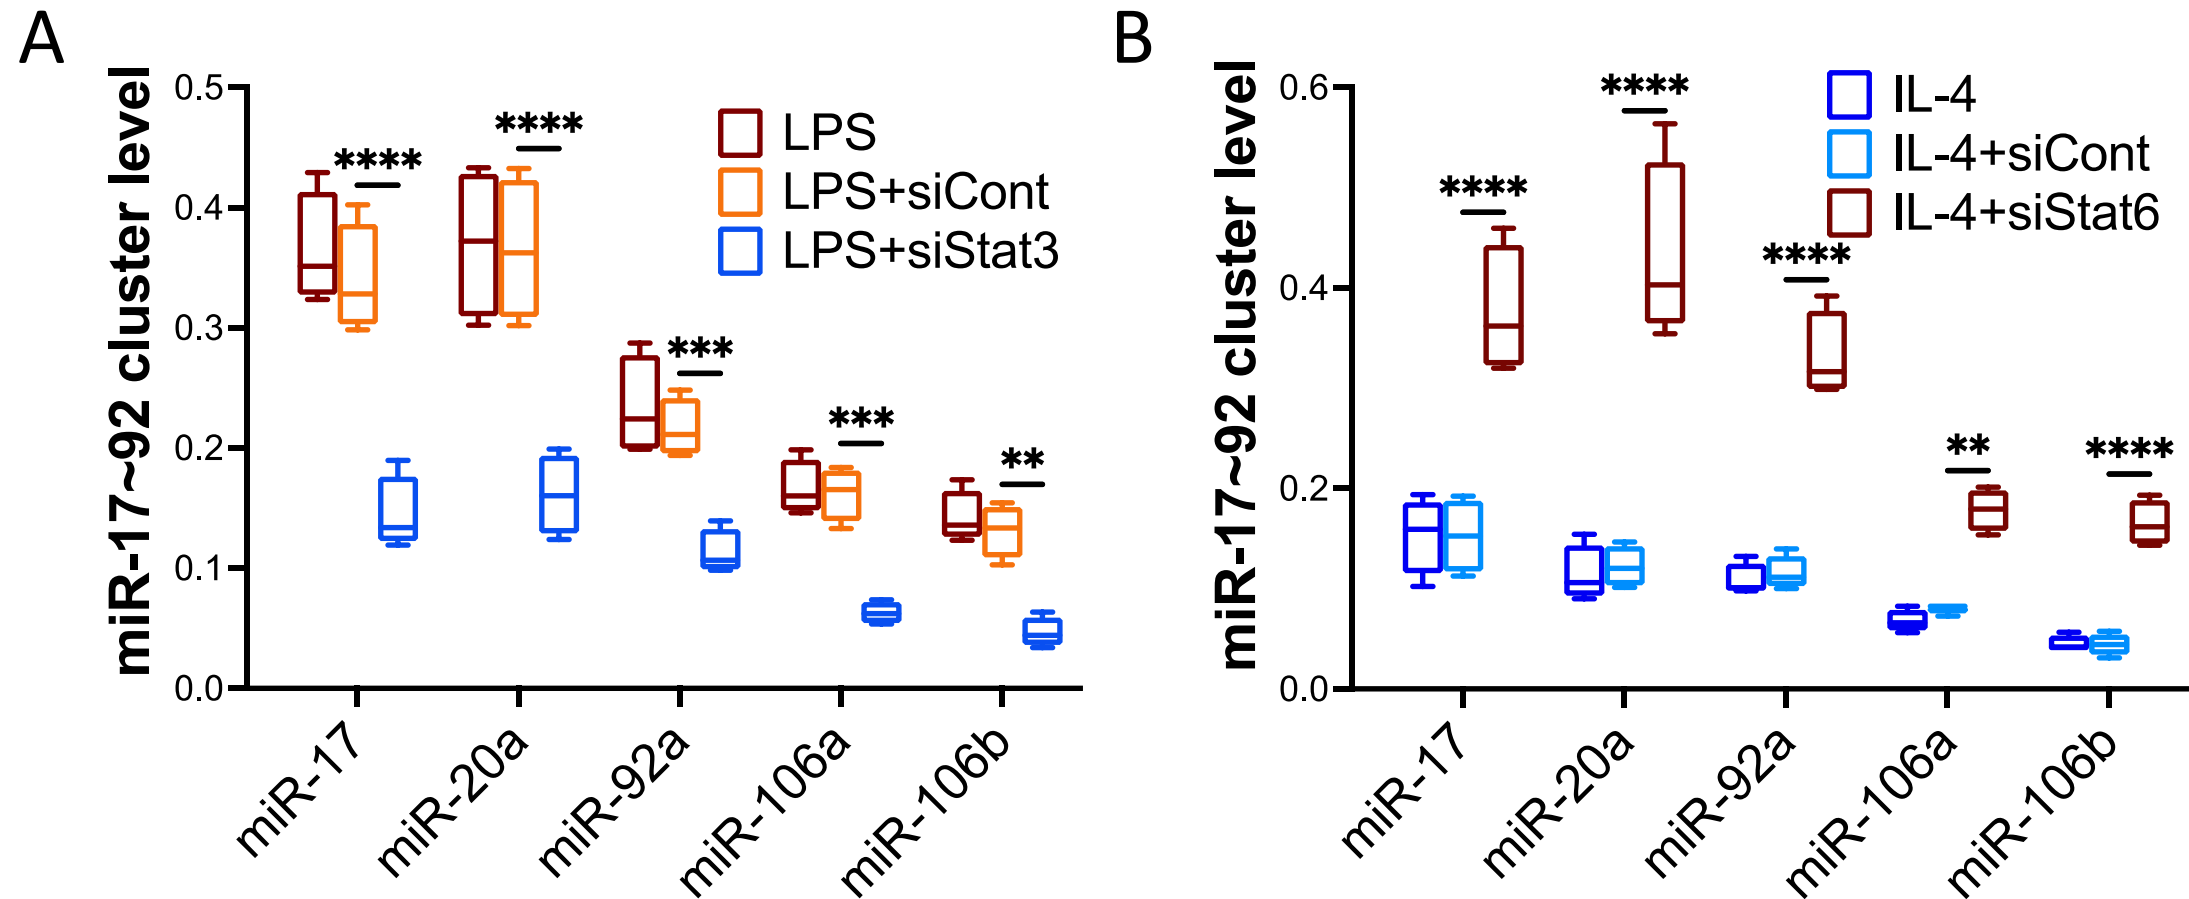 A
miR-17~92 cluster level
0.5
0.4
0.3
0.2
0.1
0.0
****
****
***
***
**
LPS
LPS+siCont
LPS+siStat3
miR-17
miR-20a
miR-92a
miR-106a
miR-106b
B
miR-17~92 cluster level
0.6
0.4
0.2
0.0
****
****
****
**
****
IL-4
IL-4+siCont
IL-4+siStat6
miR-17
miR-20a
miR-92a
miR-106a
miR-106b